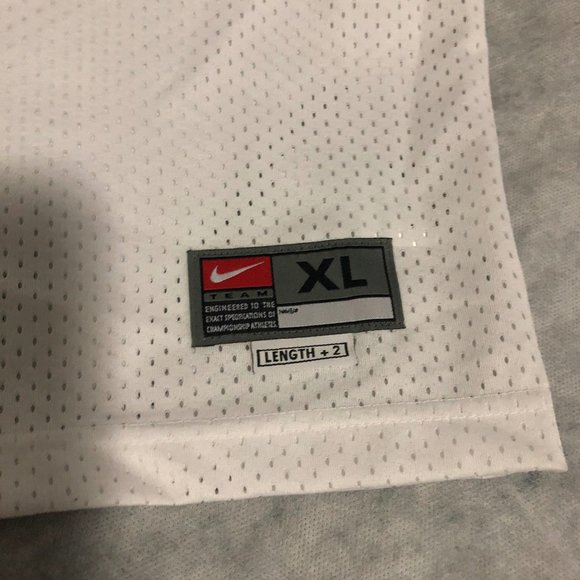 TEAM
ENGINEERED TO THE
EXACT SPECIFICATIONS OF
CHAMPIONSHIP ATHLETES
XL
LENGTH + 2